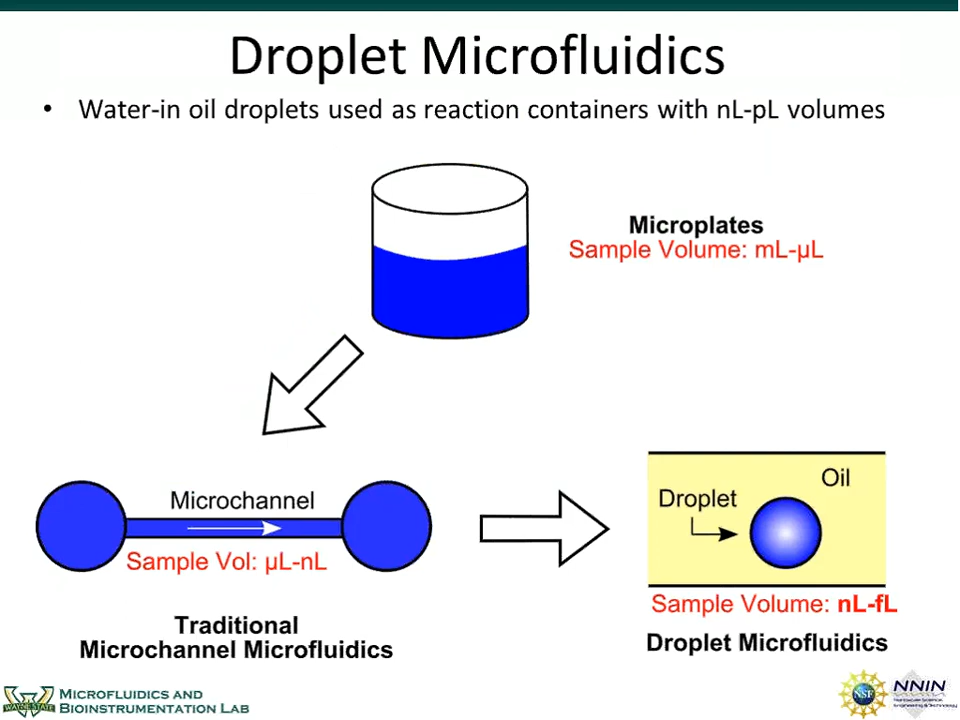 Droplet Microfluidics
• Water-in oil droplets used as reaction containers with nL-pL volumes
Microplates
Sample Volume: mL-µL
Microchannel
Sample Vol: µL-nL
Traditional
Microchannel Microfluidics
Oil
Droplet
Sample Volume: nL-fL
Droplet Microfluidics
WAYNE STATE
MICROFLUIDICS AND
BIOINSTRUMENTATION LAB
NSF
NNIN